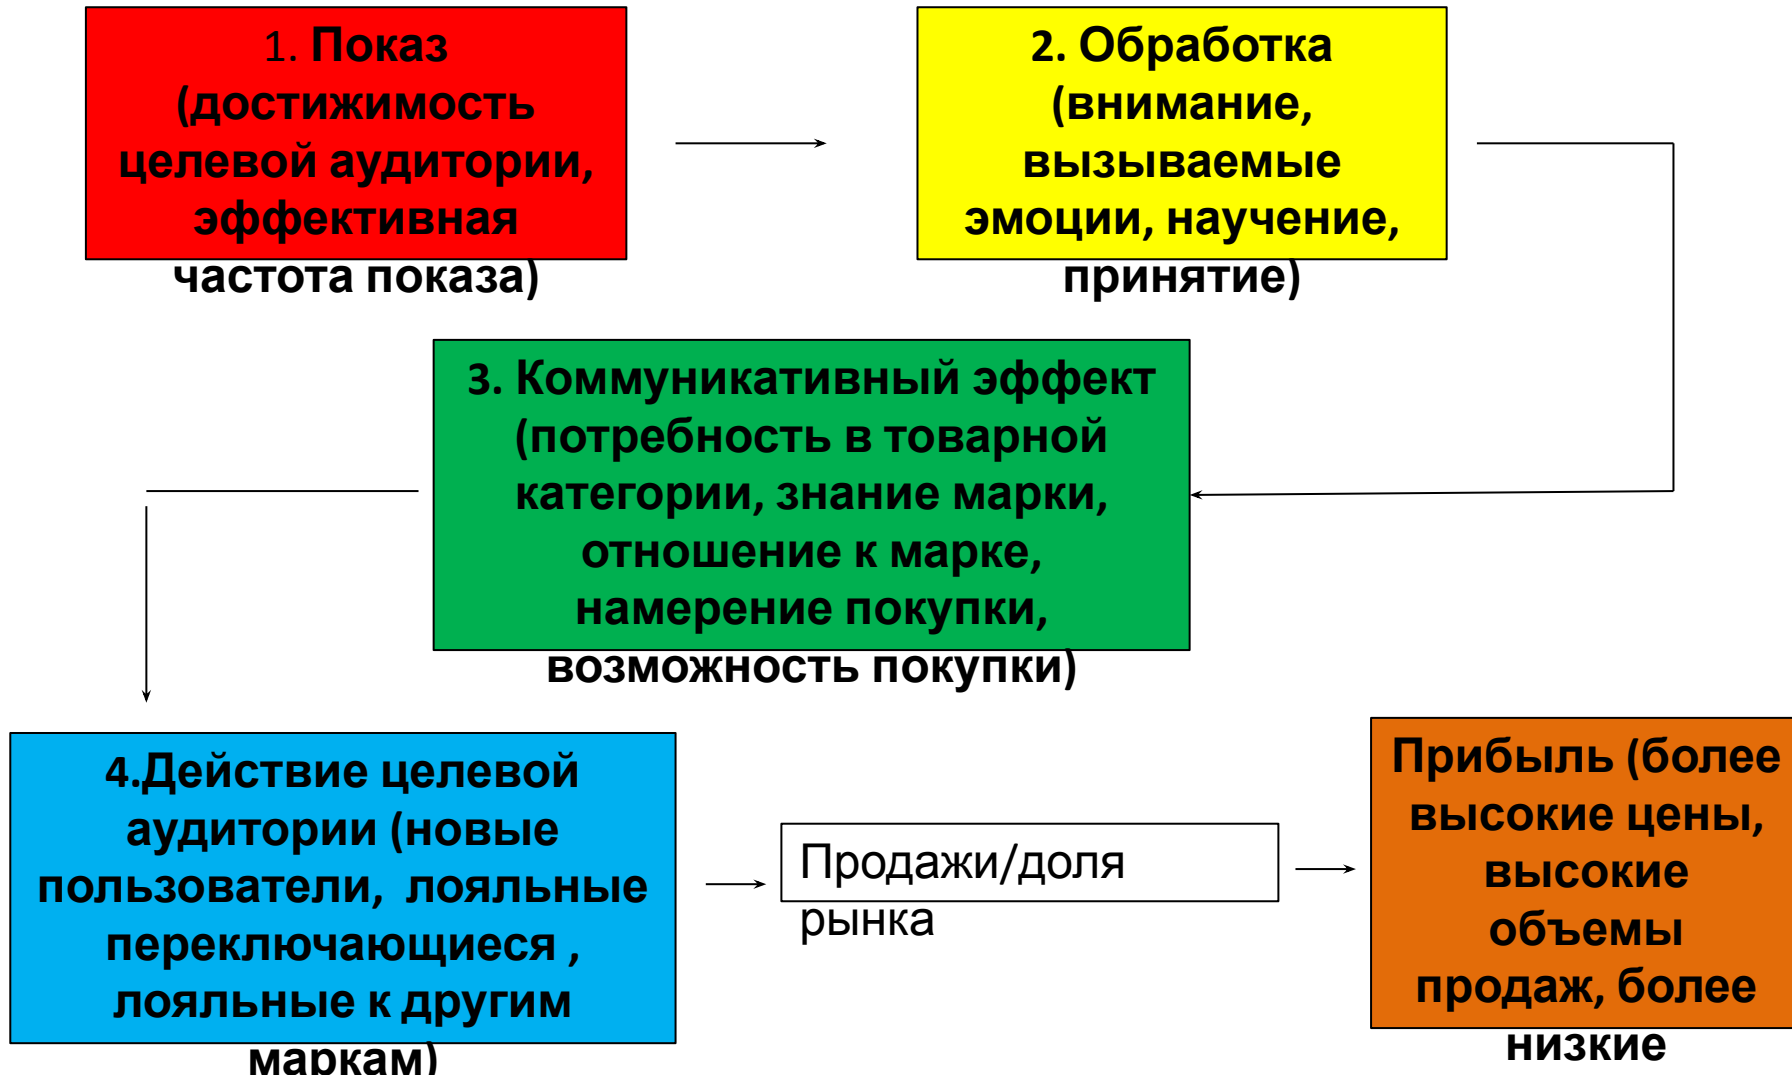 1. Показ
(достижимость
целевой аудитории,
эффективная
частота показа)
2. Обработка
(внимание,
вызываемые
эмоции, научение,
принятие)
3. Коммуникативный эффект
(потребность в товарной
категории, знание марки,
отношение к марке,
намерение покупки,
возможность покупки)
4.Действие целевой
аудитории (новые
пользователи, лояльные
переключающиеся ,
лояльные к другим
маркам)
Продажи/доля
рынка
Прибыль (более
высокие цены,
высокие
объемы
продаж, более
низкие